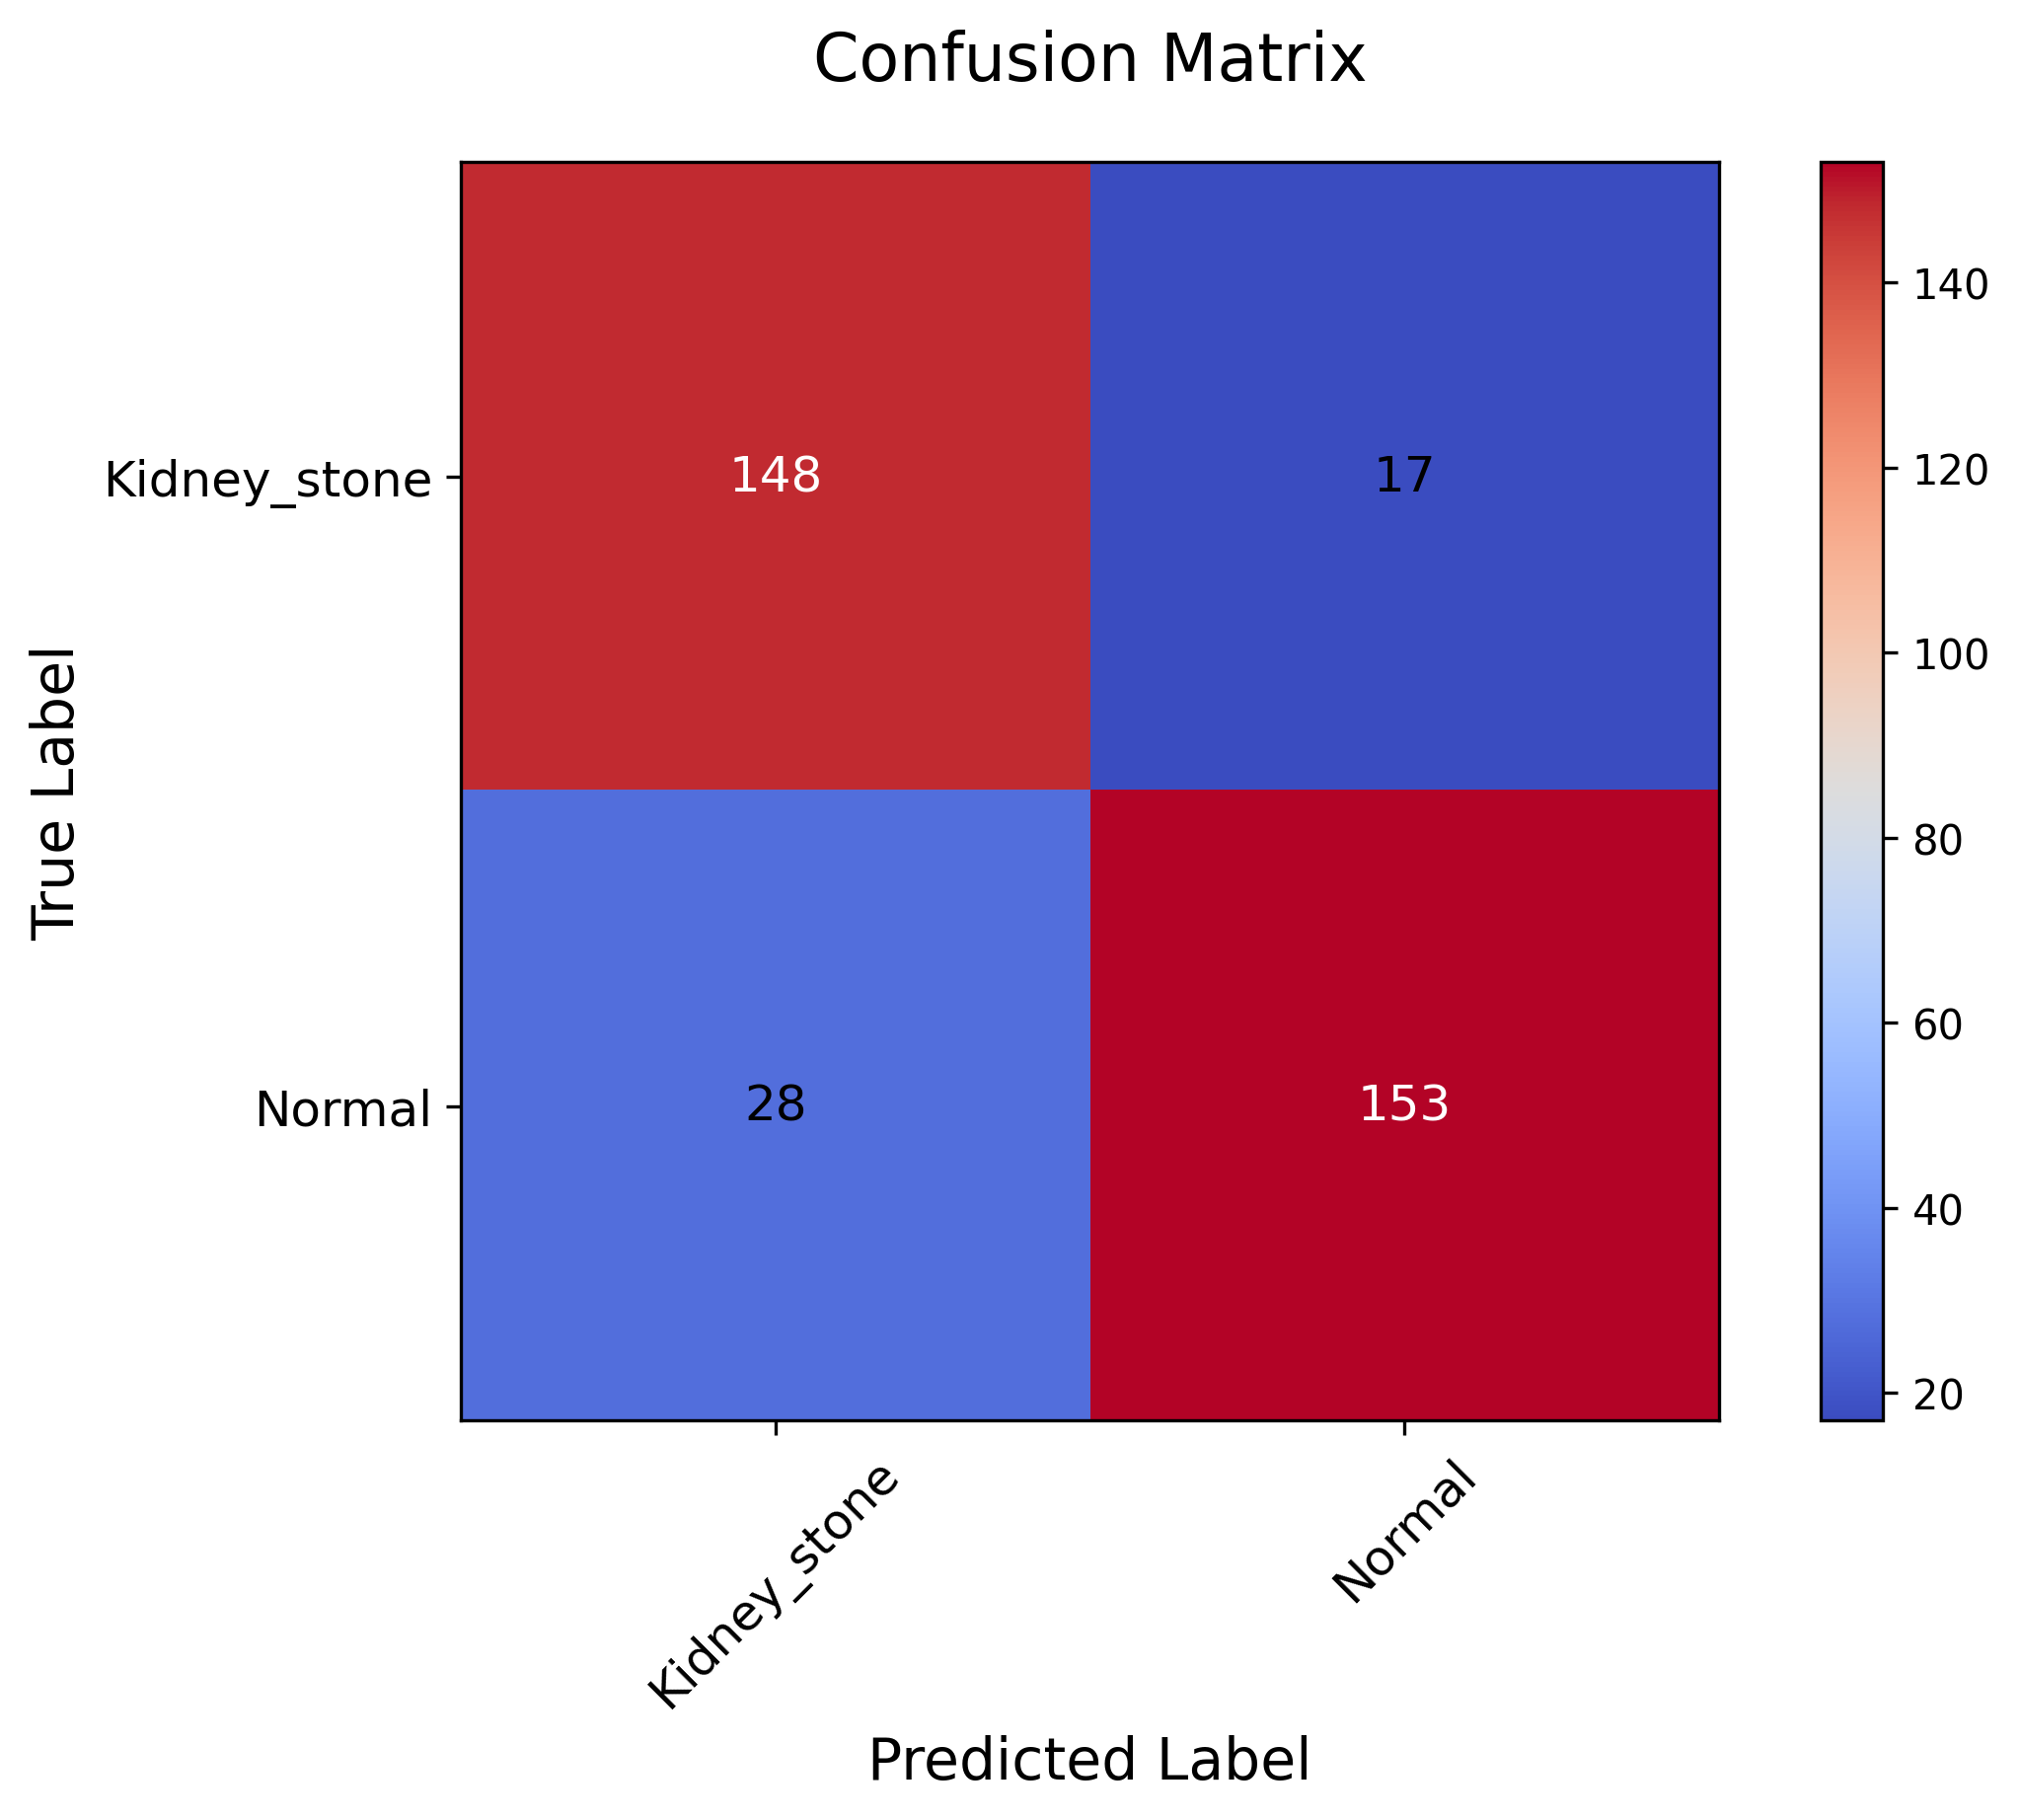 Confusion Matrix
True Label
Kidney_stone
Normal
148
17
28
153
140
120
100
80
60
40
20
Kidney_stone
Normal
Predicted Label